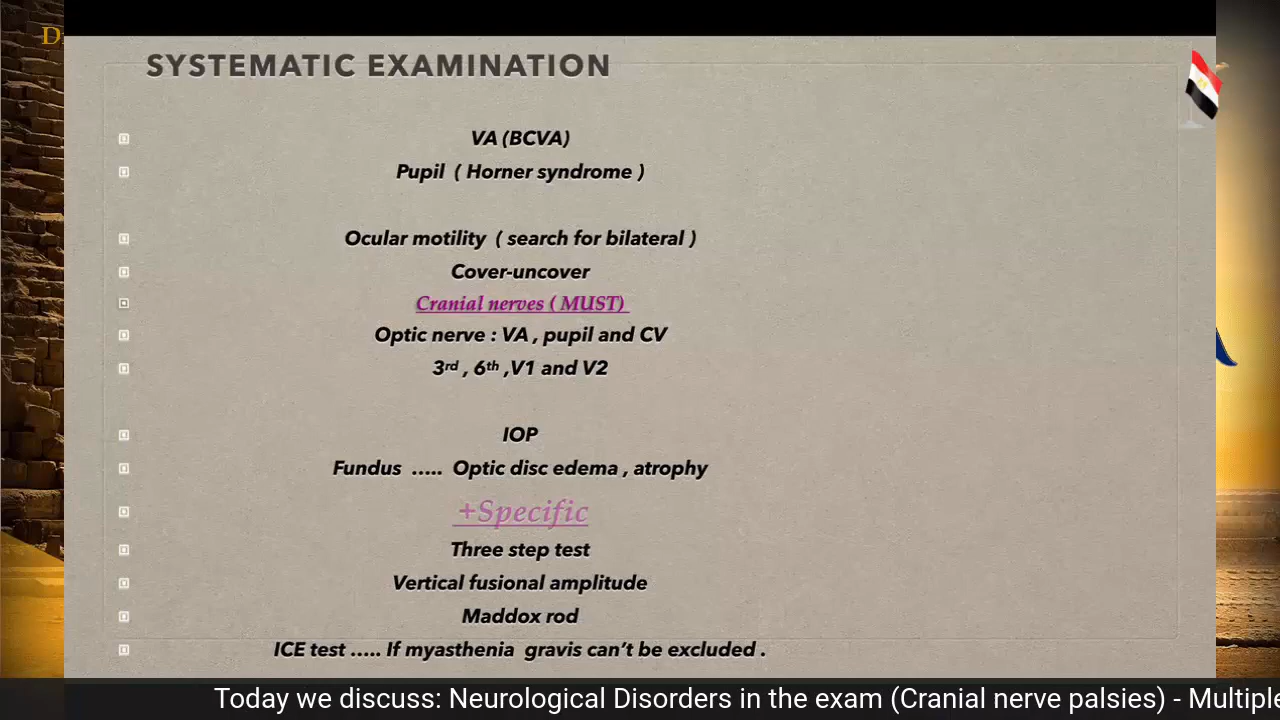 D
SYSTEMATIC EXAMINATION
VA (BCVA)
Pupil ( Horner syndrome )
Ocular motility ( search for bilateral )
Cover-uncover
Cranial nerves ( MUST)
Optic nerve : VA , pupil and CV
3rd , 6th ,V1 and V2
IOP
Fundus ..... Optic disc edema , atrophy
+Specific
Three step test
Vertical fusional amplitude
Maddox rod
ICE test ..... If myasthenia gravis can't be excluded .
Today we discuss: Neurological Disorders in the exam (Cranial nerve palsies) - Multiple